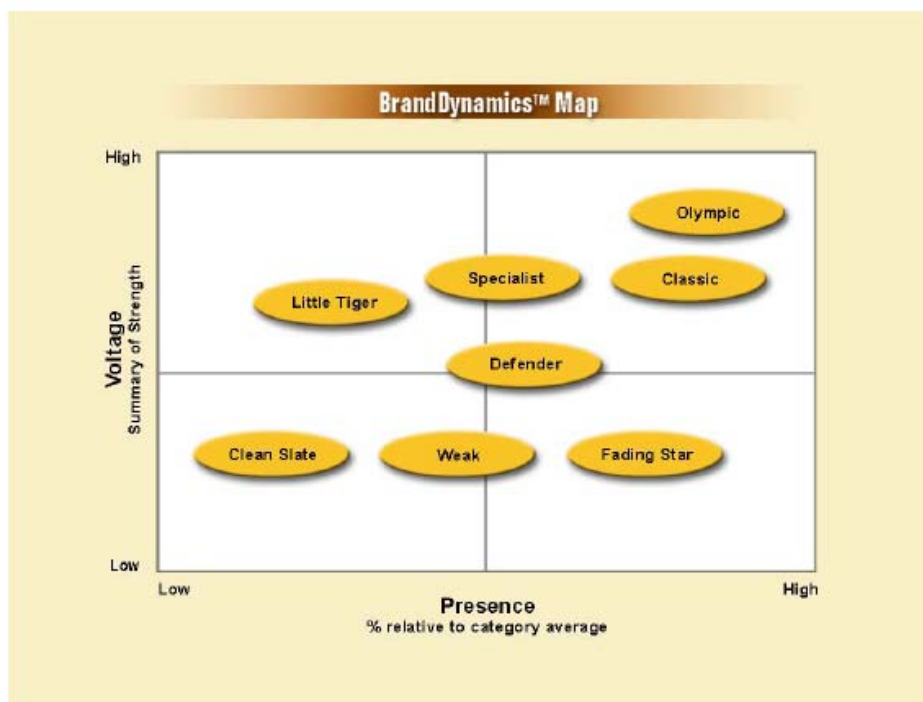 BrandDynamics™ Map
High
Olympic
Specialist
Classic
Little Tiger
Defender
Voltage
Summary of Strength
Clean Slate
Weak
Fading Star
Low
Low
High
Presence
% relative to category average